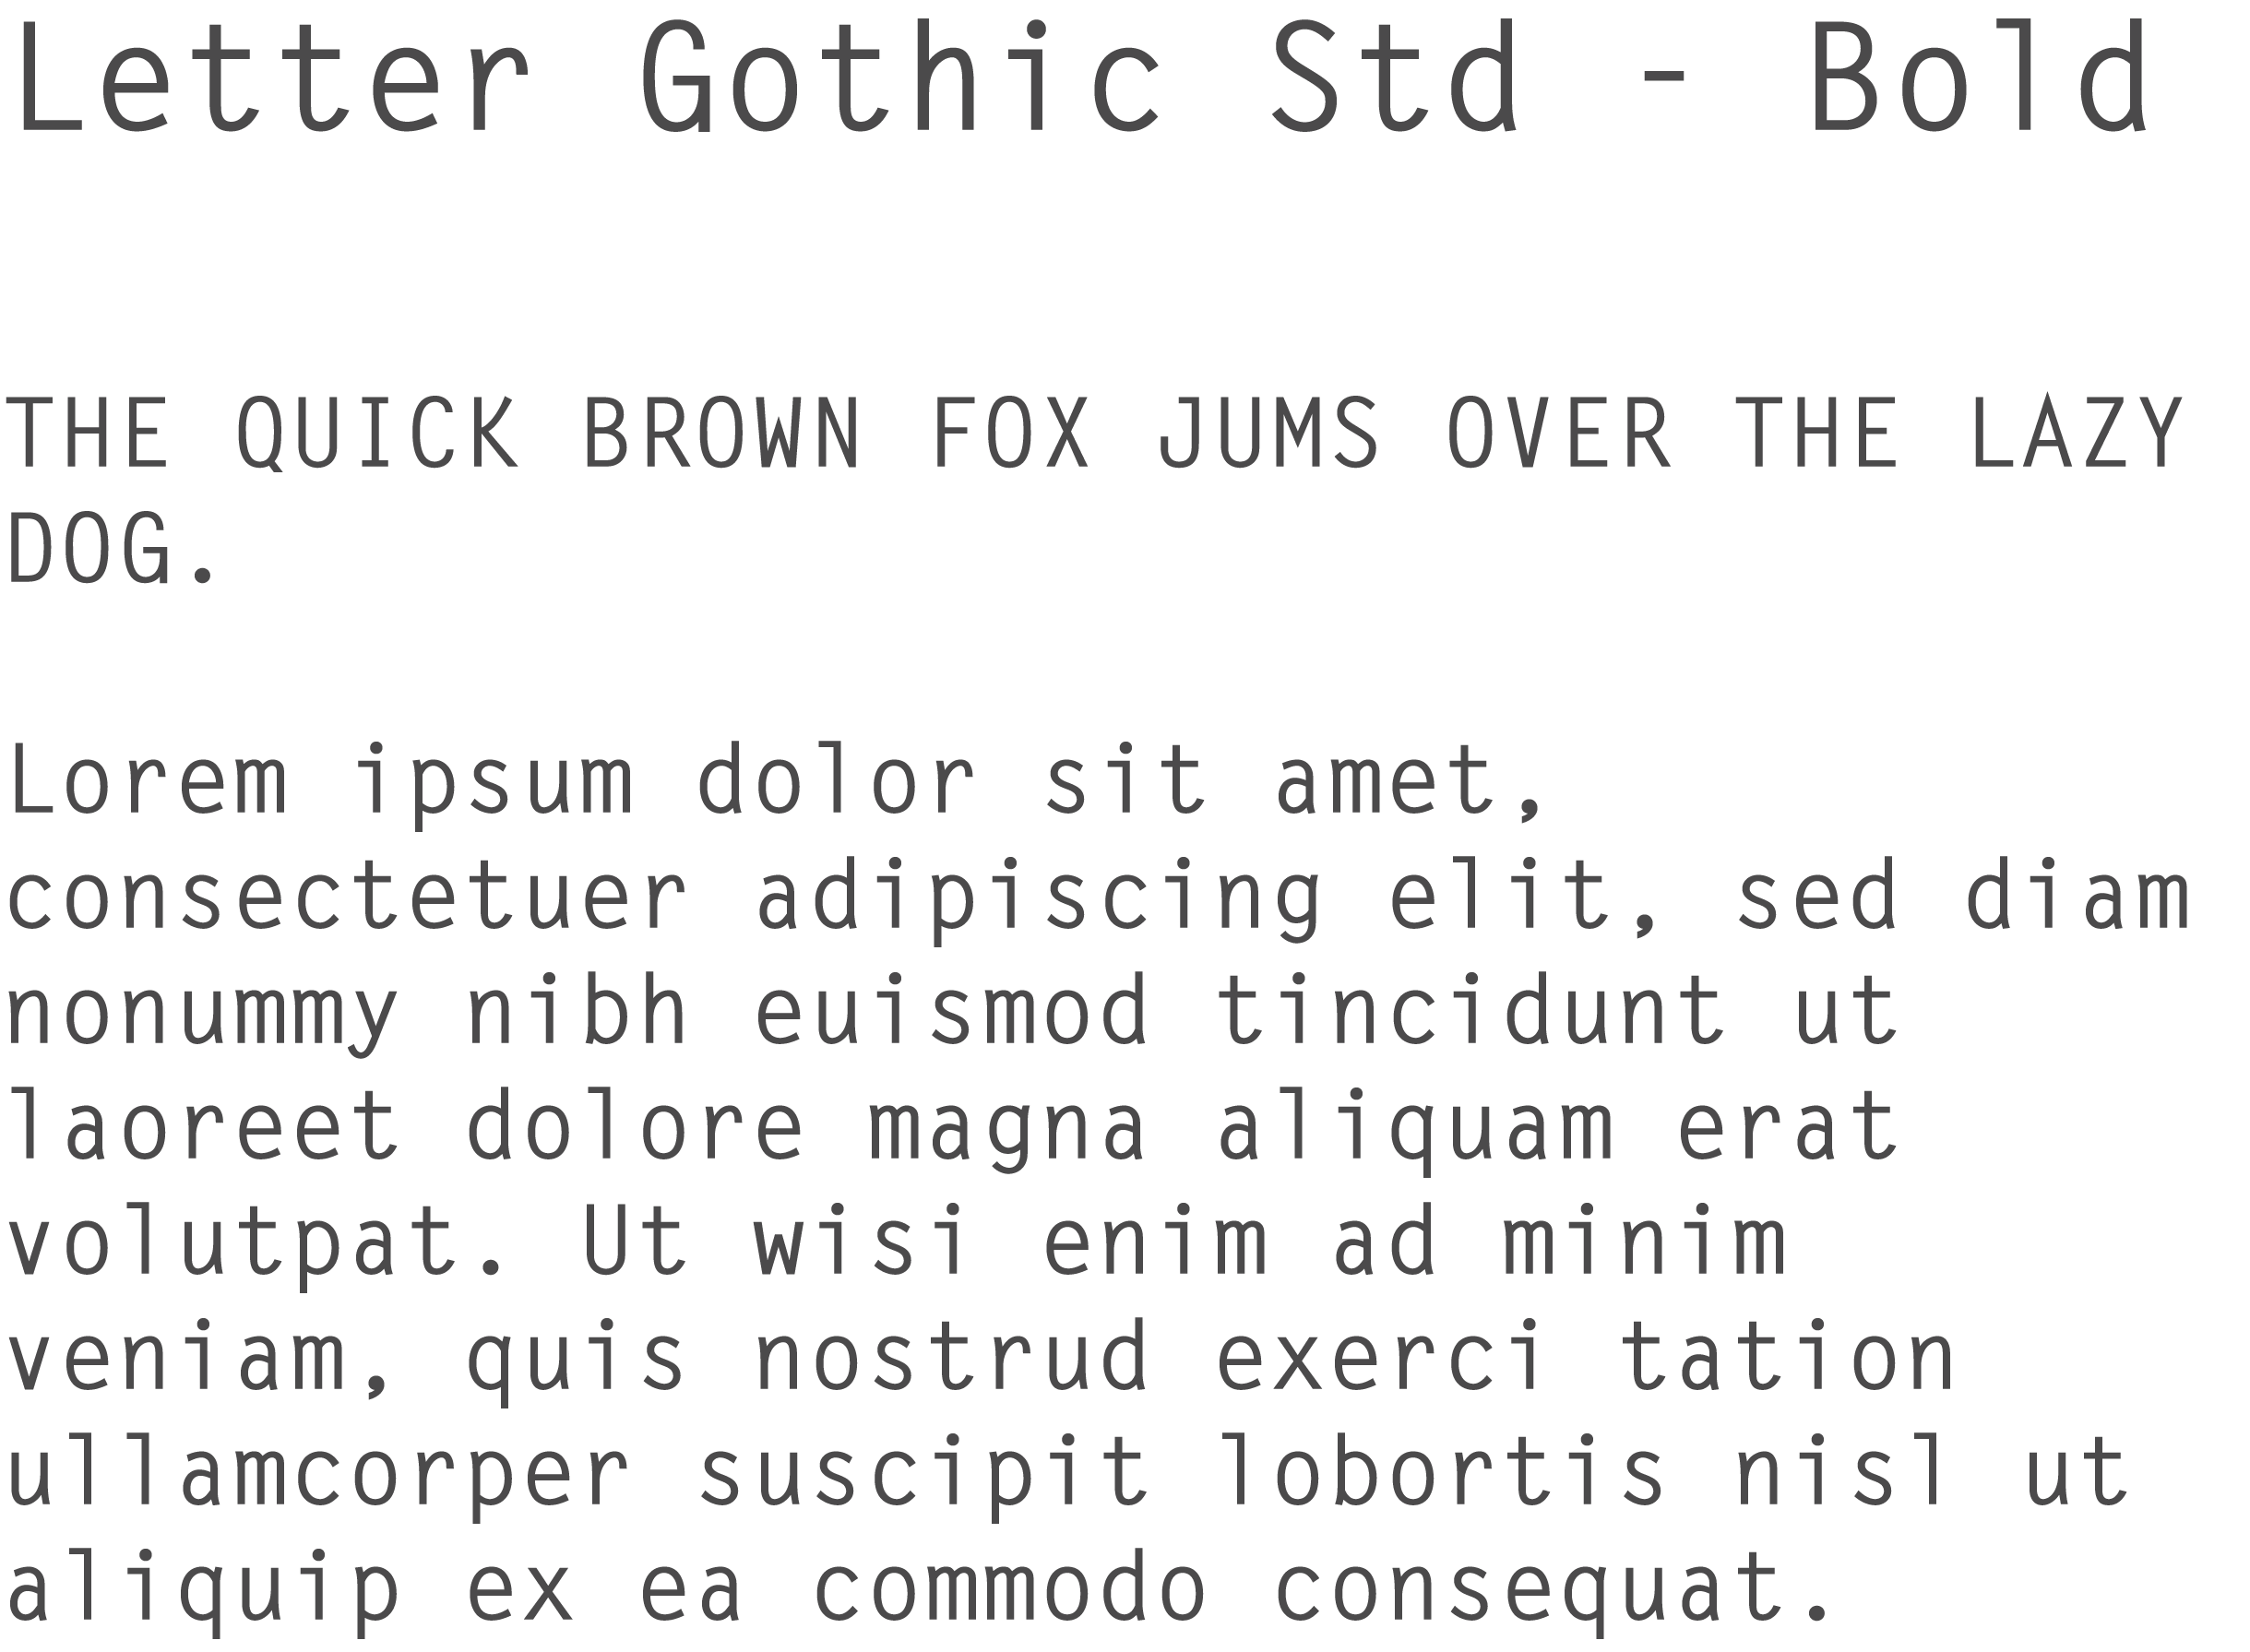 Letter Gothic Std - Bold
THE QUICK BROWN FOX JUMS OVER THE LAZY
DOG.
Lorem ipsum dolor sit amet,
consectetuer adipiscing elit, sed diam
nonummy nibh euismod tincidunt ut
laoreet dolore magna aliquam erat
volutpat. Ut wisi enim ad minim
veniam, quis nostrud exerci tation
ullamcorper suscipit lobortis nisl ut
aliquip ex ea commodo consequat.